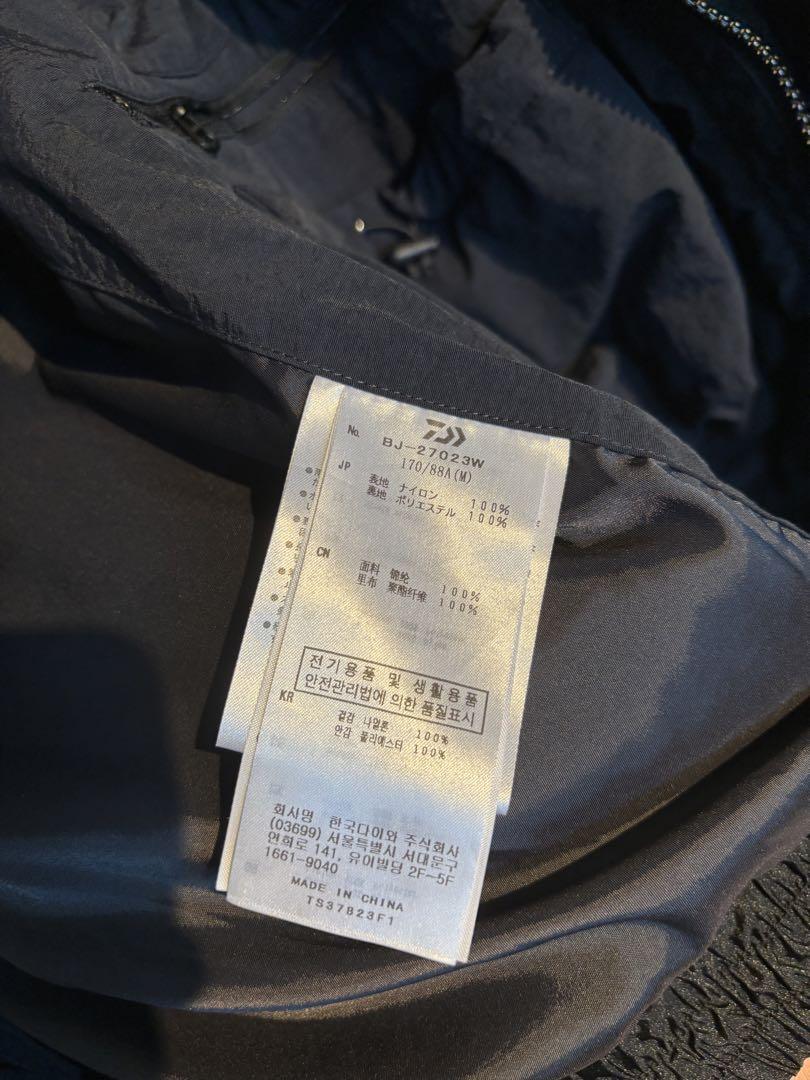 No. BJ-27023W
JP 170/88A(M)
表地 ナイロン 100%
裏地 ポリエステル 100%
CN
面料 锦纶 100%
里布 聚酯纤维 100%
전기용품 및 생활용품
안전관리법에 의한 품질표시
KR
겉감 나일론 100%
안감 폴리에스터 100%
회사명 한국다이와 주식회사
(03699) 서울특별시 서대문구
연희로 141, 유이빌딩 2F-5F
1661-9040
MADE IN CHINA
TS37823F1